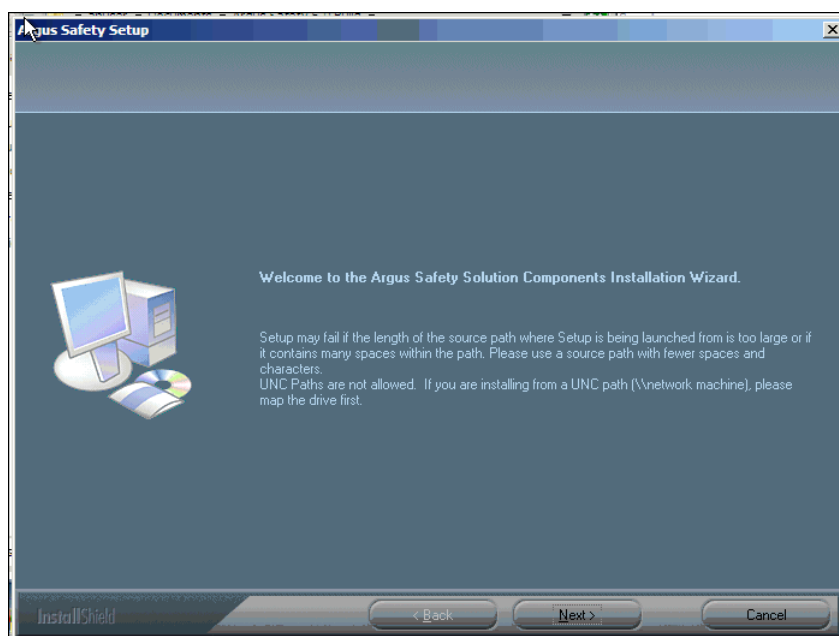 Argus Safety Setup
Welcome to the Argus Safety Solution Components Installation Wizard.
Setup may fail if the length of the source path where Setup is being launched from is too large or if
it contains many spaces within the path. Please use a source path with fewer spaces and
characters.
UNC Paths are not allowed. If you are installing from a UNC path (\\network machine), please
map the drive first.
InstallShield
< Back
Next >
Cancel